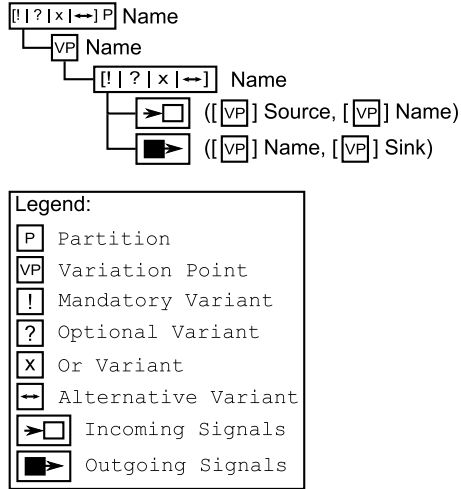 [! | ? | x | ↔] P Name
VP Name
[! | ? | x | ↔] Name
([ VP ] Source, [ VP ] Name)
([ VP ] Name, [ VP ] Sink)
Legend:
P Partition
VP Variation Point
! Mandatory Variant
? Optional Variant
x Or Variant
↔ Alternative Variant
Incoming Signals
Outgoing Signals